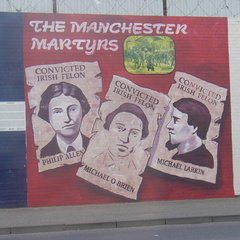 THE MANCHESTER
MARTYRS
CONVICTED
IRISH FELON
PHILIP ALLEN
CONVICTED
IRISH FELON
MICHAEL O BRIEN
CONVICTED
IRISH FELON
MICHAEL LARKIN